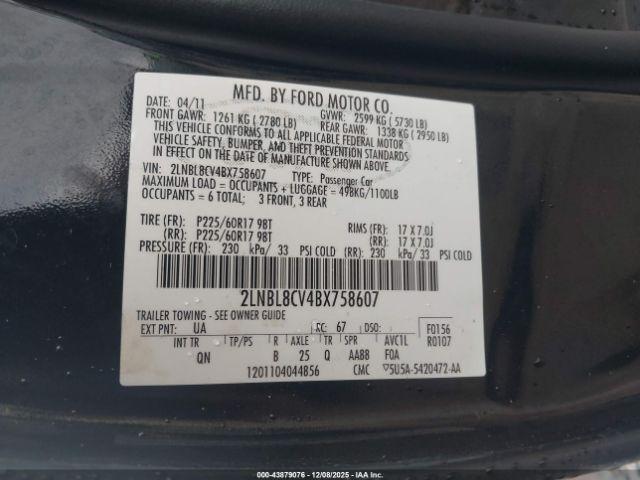 MFD. BY FORD MOTOR CO.
DATE: 04/11 GVWR: 2599 KG ( 5730 LB)
FRONT GAWR: 1261 KG ( 2780 LB) REAR GAWR: 1338 KG ( 2950 LB)
THIS VEHICLE CONFORMS TO ALL APPLICABLE FEDERAL MOTOR
VEHICLE SAFETY, BUMPER, AND THEFT PREVENTION STANDARDS
IN EFFECT ON THE DATE OF MANUFACTURE SHOWN ABOVE.
VIN: 2LNBL8CV4BX758607 TYPE: Passenger Car
MAXIMUM LOAD = OCCUPANTS + LUGGAGE = 498KG/1100LB
OCCUPANTS = 6 TOTAL; 3 FRONT, 3 REAR
TIRE (FR): P225/60R17 98T RIMS (FR): 17 X 7.0J
(RR): P225/60R17 98T (RR): 17 X 7.0J
PRESSURE (FR): 230 kPa/ 33 PSI COLD (RR): 230 kPa/ 33 PSI COLD
2LNBL8CV4BX758607
TRAILER TOWING - SEE OWNER GUIDE
EXT PNT: UA RC: 67 DSO: F0156
INT TR TP/PS R AXLE TR SPR AVC1L R0107
QN B 25 Q AABB FOA
1201104044856 CMC ▽5U5A-5420472-AA
00-43879076 - 12/08/2025 - IAA Inc.